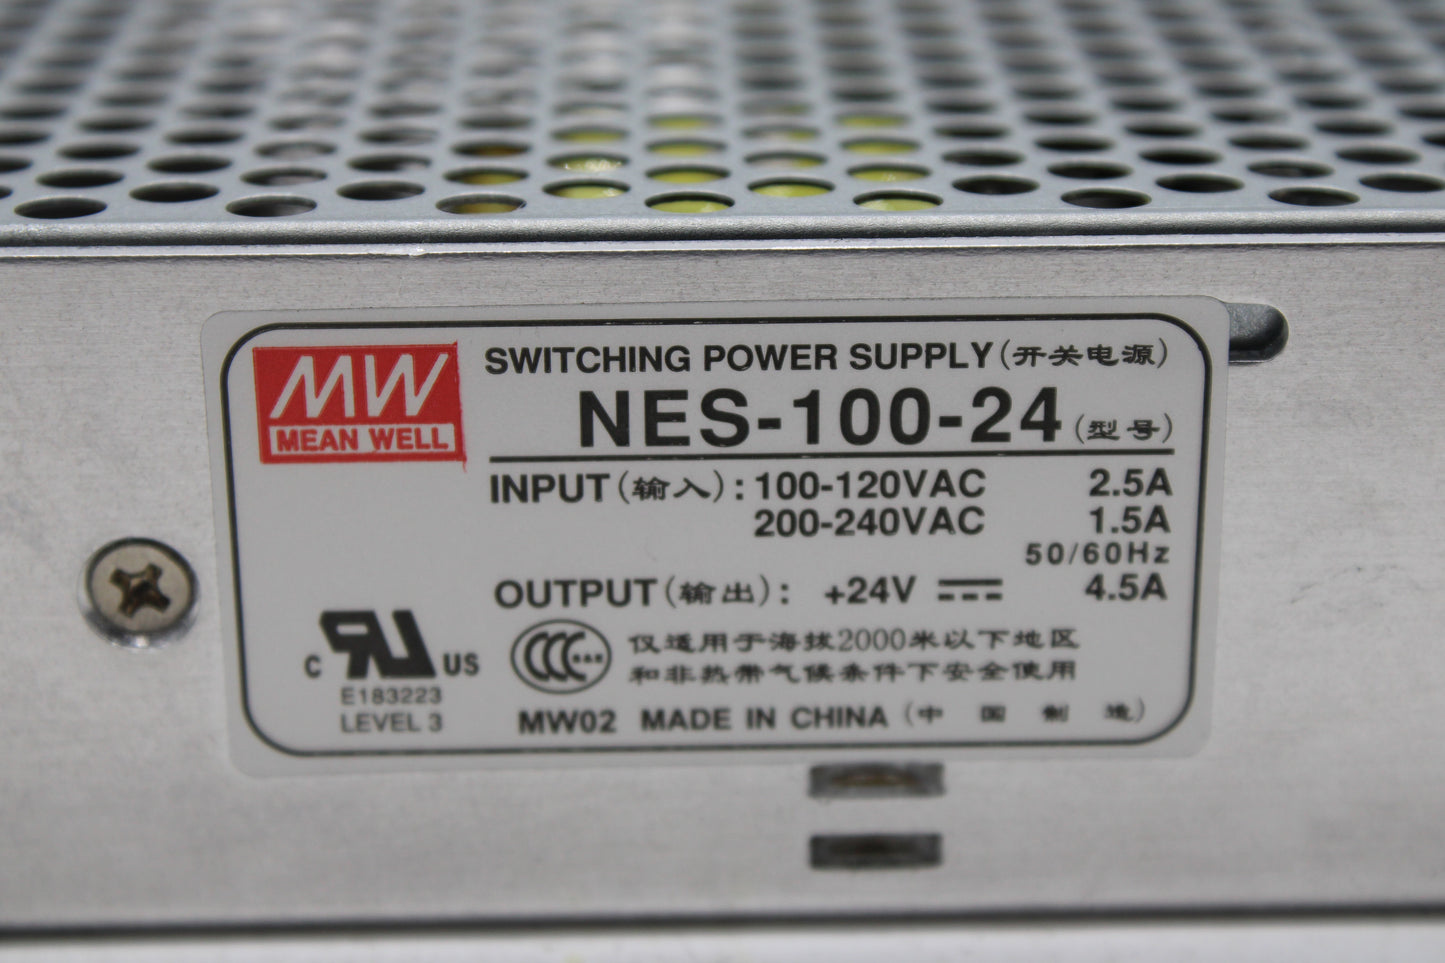 MW
MEAN WELL
SWITCHING POWER SUPPLY(开关电源)
NES-100-24(型号)
INPUT(输入):100-120VAC 2.5A
200-240VAC 1.5A
50/60Hz
OUTPUT(输出): +24V 4.5A
C RU US
E183223
LEVEL 3
CCC S&E
仅适用于海拔2000米以下地区
和非热带气候条件下安全使用
MW02 MADE IN CHINA (中国制造)